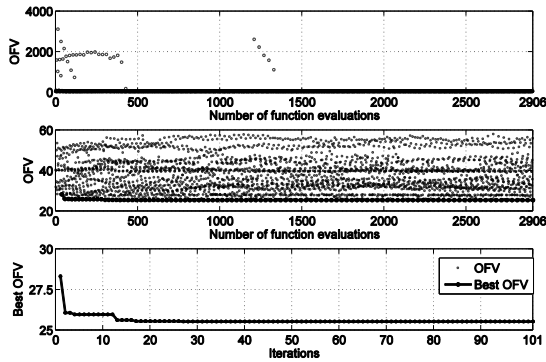 4000
2000
0
OFV
0 500 1000 1500 2000 2500 2906
Number of function evaluations
60
40
20
OFV
0 500 1000 1500 2000 2500 2906
Number of function evaluations
30
27.5
25
Best OFV
OFV
Best OFV
0 10 20 30 40 50 60 70 80 90 101
Iterations